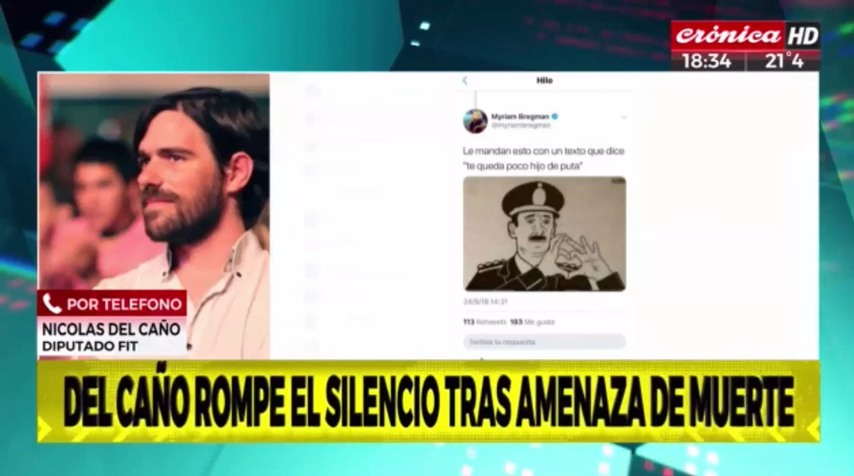 crónica HD
18:34 21°4
Hilo
Myriam Bregman
@myriambregman
Le mandan esto con un texto que dice
"te queda poco hijo de puta"
24/9/18 14:21
113 Retweets 183 Me gusta
Twittea tu respuesta
POR TELEFONO
NICOLAS DEL CAÑO
DIPUTADO FIT
DEL CAÑO ROMPE EL SILENCIO TRAS AMENAZA DE MUERTE